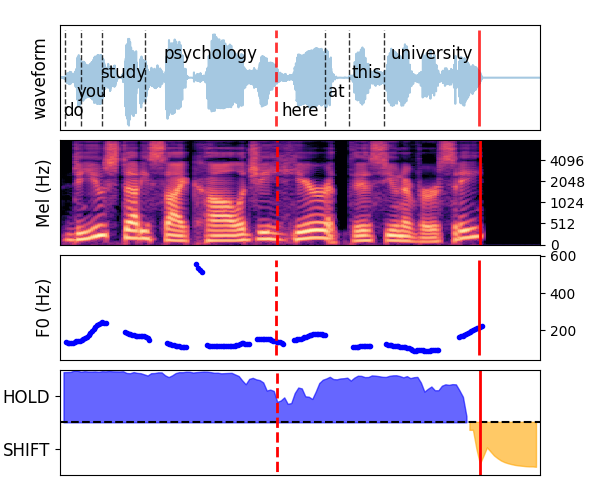 waveform
psychology
university
study
this
you
at
do
here
Mel (Hz)
4096
2048
1024
512
0
F0 (Hz)
600
400
200
HOLD
SHIFT